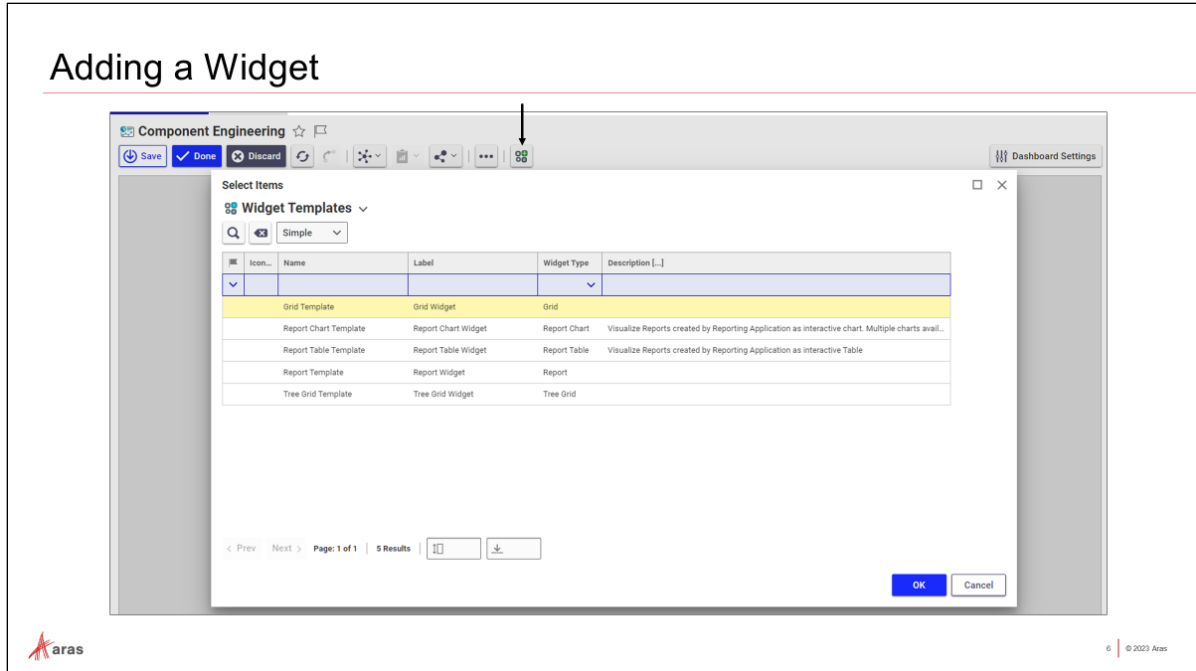 Adding a Widget
Component Engineering
Save Done Discard Dashboard Settings
Select Items
Widget Templates
Simple
Icon... Name Label Widget Type Description [...]
Grid Template Grid Widget Grid
Report Chart Template Report Chart Widget Report Chart Visualize Reports created by Reporting Application as interactive chart. Multiple charts avail...
Report Table Template Report Table Widget Report Table Visualize Reports created by Reporting Application as interactive Table
Report Template Report Widget Report
Tree Grid Template Tree Grid Widget Tree Grid
< Prev Next > Page: 1 of 1 5 Results
OK Cancel
aras 6 © 2023 Aras